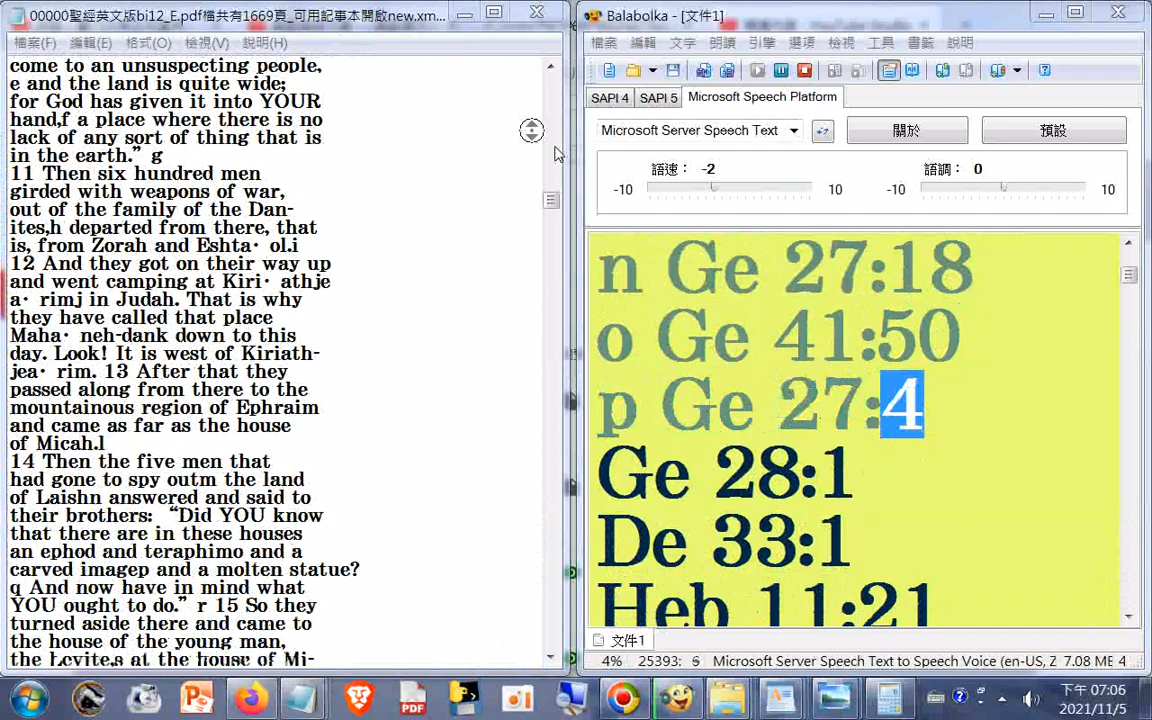 00000聖經英文版bi12_E.pdf檔共有1669頁_可用記事本開啟new.xm...
檔案(F) 編輯(E) 格式(O) 檢視(V) 說明(H)
come to an unsuspecting people,
e and the land is quite wide;
for God has given it into YOUR
hand,f a place where there is no
lack of any sort of thing that is
in the earth.” g
11 Then six hundred men
girded with weapons of war,
out of the family of the Dan-
ites,h departed from there, that
is, from Zorah and Eshta· ol.i
12 And they got on their way up
and went camping at Kiri· athje
a· rimj in Judah. That is why
they have called that place
Maha· neh-dank down to this
day. Look! It is west of Kiriath-
jea· rim. 13 After that they
passed along from there to the
mountainous region of Ephraim
and came as far as the house
of Micah.l
14 Then the five men that
had gone to spy outm the land
of Laishn answered and said to
their brothers: “Did YOU know
that there are in these houses
an ephod and teraphimo and a
carved imagep and a molten statue?
q And now have in mind what
YOU ought to do.” r 15 So they
turned aside there and came to
the house of the young man,
the Levite,s at the house of Mi-
Balabolka - [文件1]
檔案 編輯 文字 朗讀 引擎 選項 檢視 工具 書籤 說明
SAPI 4 SAPI 5 Microsoft Speech Platform
Microsoft Server Speech Text 關於 預設
語速: -2 語調: 0
-10 10 -10 10
n Ge 27:18
o Ge 41:50
p Ge 27:4
Ge 28:1
De 33:1
Heb 11:21
文件1
4% 25393: 6 Microsoft Server Speech Text to Speech Voice (en-US, Z 7.08 ME 4
PDF
下午 07:06
2021/11/5